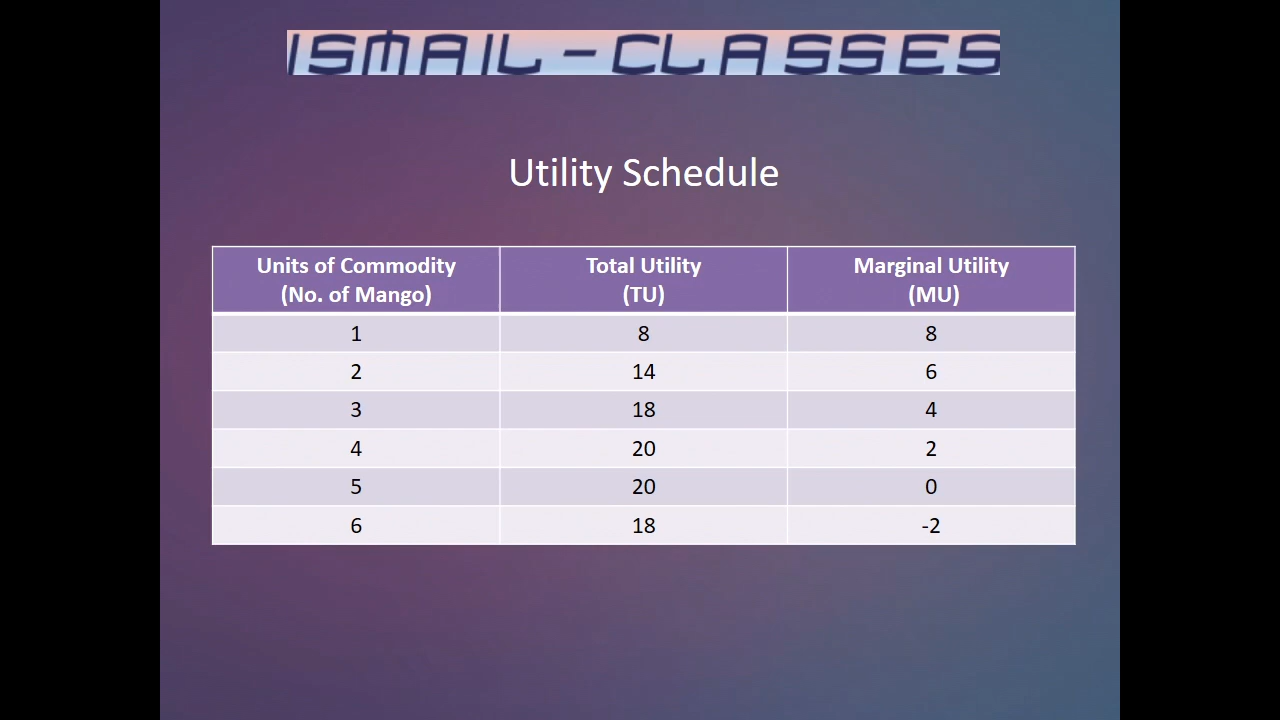 ISMAIL-CLASSES
Utility Schedule
Units of Commodity (No. of Mango) Total Utility (TU) Marginal Utility (MU)
1 8 8
2 14 6
3 18 4
4 20 2
5 20 0
6 18 -2